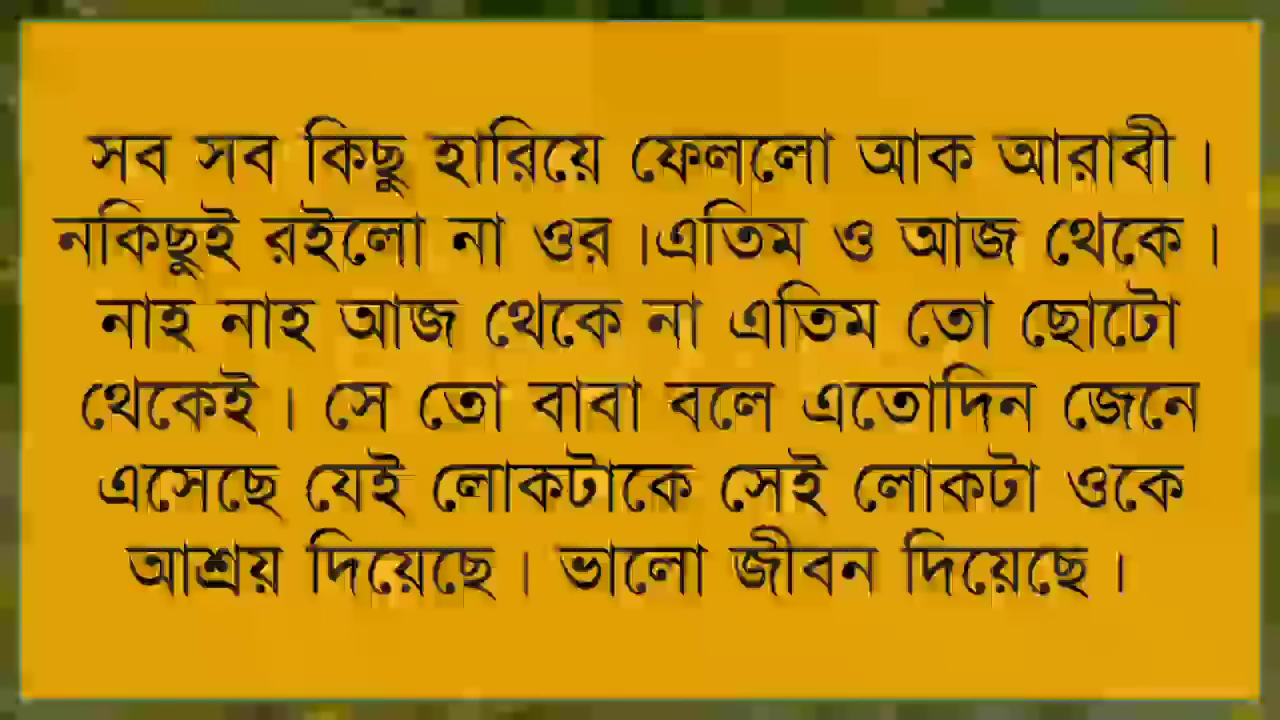 সব সব কিছু হারিয়ে ফেললো আক আরাবী ।
নকিছুই রইলো না ওর ।এতিম ও আজ থেকে ।
নাহ নাহ আজ থেকে না এতিম তো ছোটো
থেকেই । সে তো বাবা বলে এতোদিন জেনে
এসেছে যেই লোকটাকে সেই লোকটা ওকে
আশ্রয় দিয়েছে । ভালো জীবন দিয়েছে ।